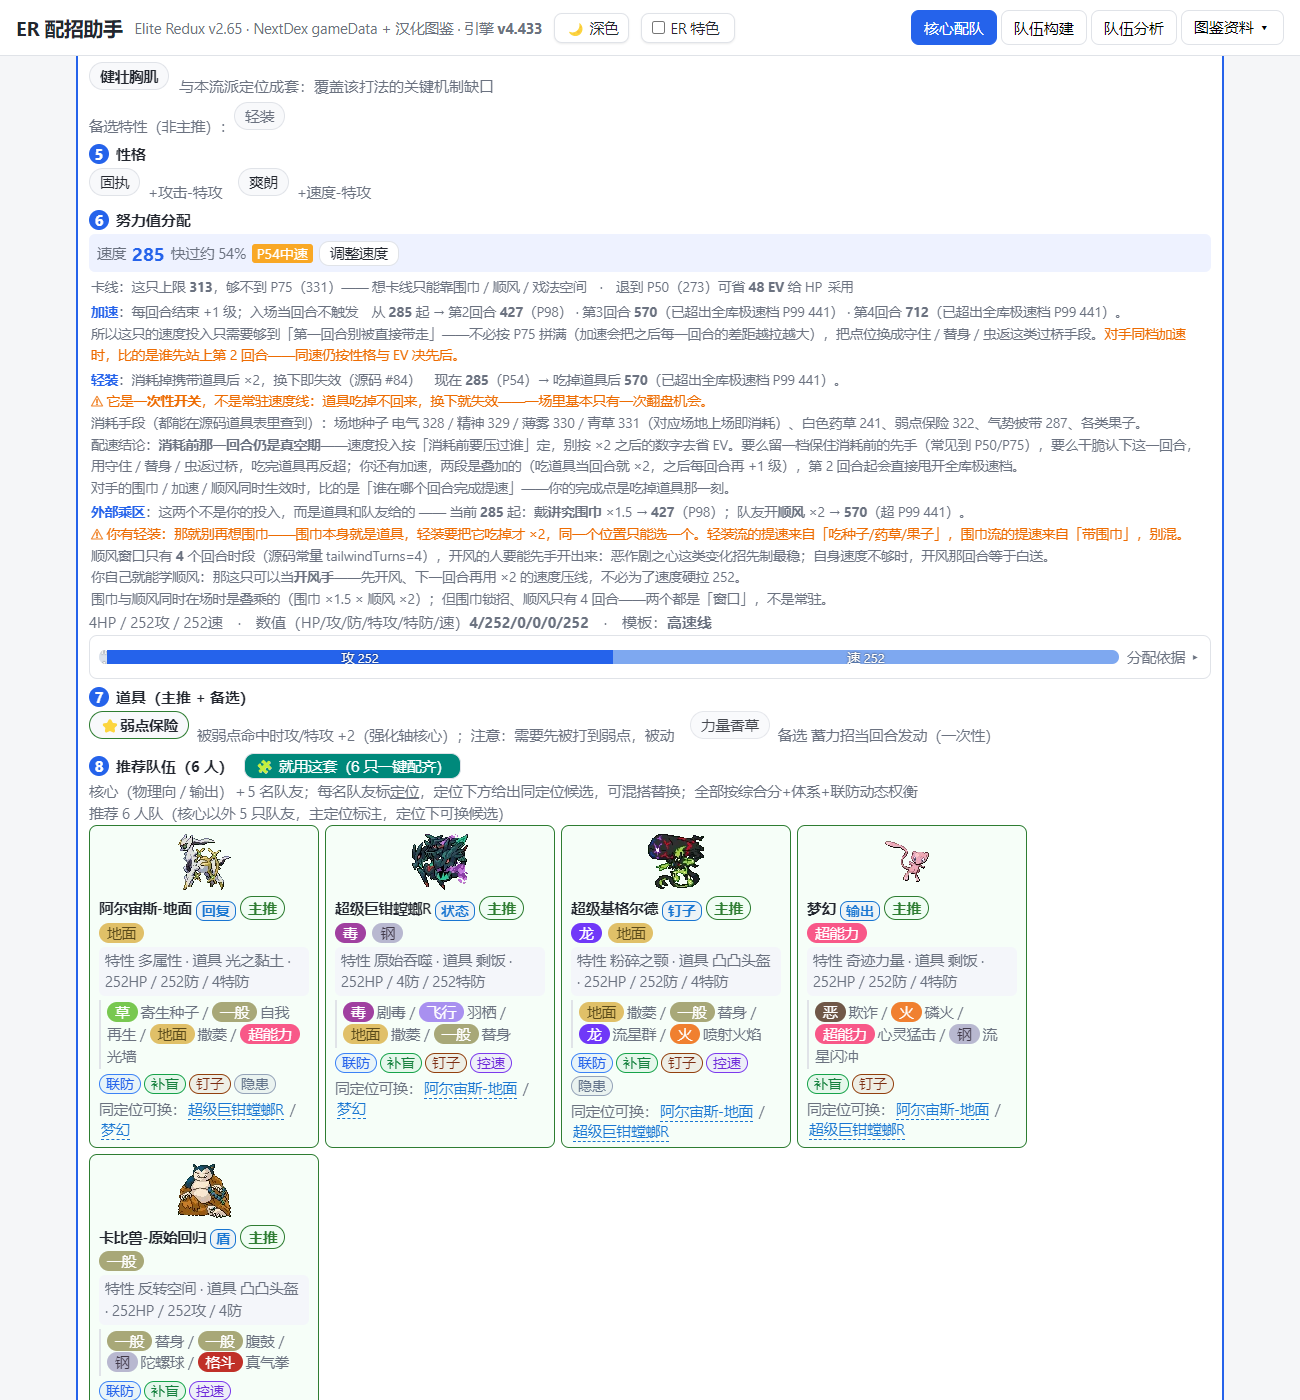 ER 配招助手 Elite Redux v2.65 · NextDex gameData + 汉化图鉴 · 引擎 v4.433 🌙 深色 ER 特色 核心配队 队伍构建 队伍分析 图鉴资料 ▾
健壮胸肌 与本流派定位成套：覆盖该打法的关键机制缺口
备选特性（非主推）： 轻装
5 性格
固执 +攻击-特攻 爽朗 +速度-特攻
6 努力值分配
速度 285 快过约 54% P54中速 调整速度
卡线：这只上限 313，够不到 P75（331）—— 想卡线只能靠围巾 / 顺风 / 戏法空间 · 退到 P50（273）可省 48 EV 给 HP 采用
加速：每回合结束 +1 级；入场当回合不触发 从 285 起 → 第2回合 427（P98） · 第3回合 570（已超出全库极速档 P99 441） · 第4回合 712（已超出全库极速档 P99 441）。
所以这只的速度投入只需要够到「第一回合别被直接带走」——不必按 P75 拼满（加速会把之后每一回合的差距越拉越大），把点位换成守住 / 替身 / 虫返这类过桥手段。对手同档加速
时，比的是谁先站上第 2 回合——同速仍按性格与 EV 决先后。
轻装：消耗掉携带道具后 ×2，换下即失效（源码 #84） 现在 285（P54）→ 吃掉道具后 570（已超出全库极速档 P99 441）。
⚠ 它是一次性开关，不是常驻速度线：道具吃掉不回来，换下就失效——一场里基本只有一次翻盘机会。
消耗手段（都能在源码道具表里查到）：场地种子 电气 328 / 精神 329 / 薄雾 330 / 青草 331（对应场地上场即消耗）、白色药草 241、弱点保险 322、气势披带 287、各类果子。
配速结论：消耗前那一回合仍是真空期——速度投入按「消耗前要压过谁」定，别按 ×2 之后的数字去省 EV。要么留一档保住消耗前的先手（常见到 P50/P75），要么干脆认下这一回合，
用守住 / 替身 / 虫返过桥，吃完道具再反超；你还有加速，两段是叠加的（吃道具当回合就 ×2，之后每回合再 +1 级），第 2 回合起会直接甩开全库极速档。
对手的围巾 / 加速 / 顺风同时生效时，比的是「谁在哪个回合完成提速」——你的完成点是吃掉道具那一刻。
外部乘区：这两个不是你的投入，而是道具和队友给的 —— 当前 285 起：戴讲究围巾 ×1.5 → 427（P98）；队友开顺风 ×2 → 570（超 P99 441）。
⚠ 你有轻装：那就别再想围巾——围巾本身就是道具，轻装要把它吃掉才 ×2，同一个位置只能选一个。轻装流的提速来自「吃种子/药草/果子」，围巾流的提速来自「带围巾」，别混。
顺风窗口只有 4 个回合时段（源码常量 tailwindTurns=4），开风的人要能先手开出来：恶作剧之心这类变化招先制最稳；自身速度不够时，开风那回合等于白送。
你自己就能学顺风：那这只可以当开风手——先开风、下一回合再用 ×2 的速度压线，不必为了速度硬拉 252。
围巾与顺风同时在场时是叠乘的（围巾 ×1.5 × 顺风 ×2）；但围巾锁招、顺风只有 4 回合——两个都是「窗口」，不是常驻。
4HP / 252攻 / 252速 · 数值（HP/攻/防/特攻/特防/速）4/252/0/0/0/252 · 模板：高速线
攻 252 速 252 分配依据 ▸
7 道具（主推 + 备选）
⭐弱点保险 被弱点命中时攻/特攻 +2（强化轴核心）；注意：需要先被打到弱点，被动 力量香草 备选 蓄力招当回合发动（一次性）
8 推荐队伍（6 人） 🧩 就用这套（6 只一键配齐）
核心（物理向 / 输出）＋5 名队友；每名队友标定位，定位下方给出同定位候选，可混搭替换；全部按综合分+体系+联防动态权衡
推荐 6 人队（核心以外 5 只队友，主定位标注，定位下可换候选）
阿尔宙斯-地面 回复 主推
地面
特性 多属性 · 道具 光之黏土 ·
252HP / 4防 / 252特防
草 寄生种子 / 一般 自我
再生 / 地面 撒菱 / 超能力
光墙
联防 补盲 钉子 隐患
同定位可换： 超级巨钳螳螂R /
梦幻
超级巨钳螳螂R 状态 主推
毒 钢
特性 原始吞噬 · 道具 剩饭 ·
252HP / 4防 / 252特防
毒 剧毒 / 飞行 羽栖 /
地面 撒菱 / 一般 替身
联防 补盲 钉子 控速
同定位可换： 阿尔宙斯-地面 /
梦幻
超级基格尔德 钉子 主推
龙 地面
特性 粉碎之颚 · 道具 凸凸头盔
· 252HP / 252防 / 4特防
地面 撒菱 / 一般 替身 /
龙 流星群 / 火 喷射火焰
联防 补盲 钉子 控速
隐患
同定位可换： 阿尔宙斯-地面 /
超级巨钳螳螂R
梦幻 输出 主推
超能力
特性 奇迹力量 · 道具 剩饭 ·
252HP / 252防 / 4特防
恶 欺诈 / 火 磷火 /
超能力 心灵猛击 / 钢 流
星闪冲
补盲 钉子
同定位可换： 阿尔宙斯-地面 /
超级巨钳螳螂R
卡比兽-原始回归 盾 主推
一般
特性 反转空间 · 道具 凸凸头盔
· 252HP / 252攻 / 4防
一般 替身 / 一般 腹鼓 /
钢 陀螺球 / 格斗 真气拳
联防 补盲 控速